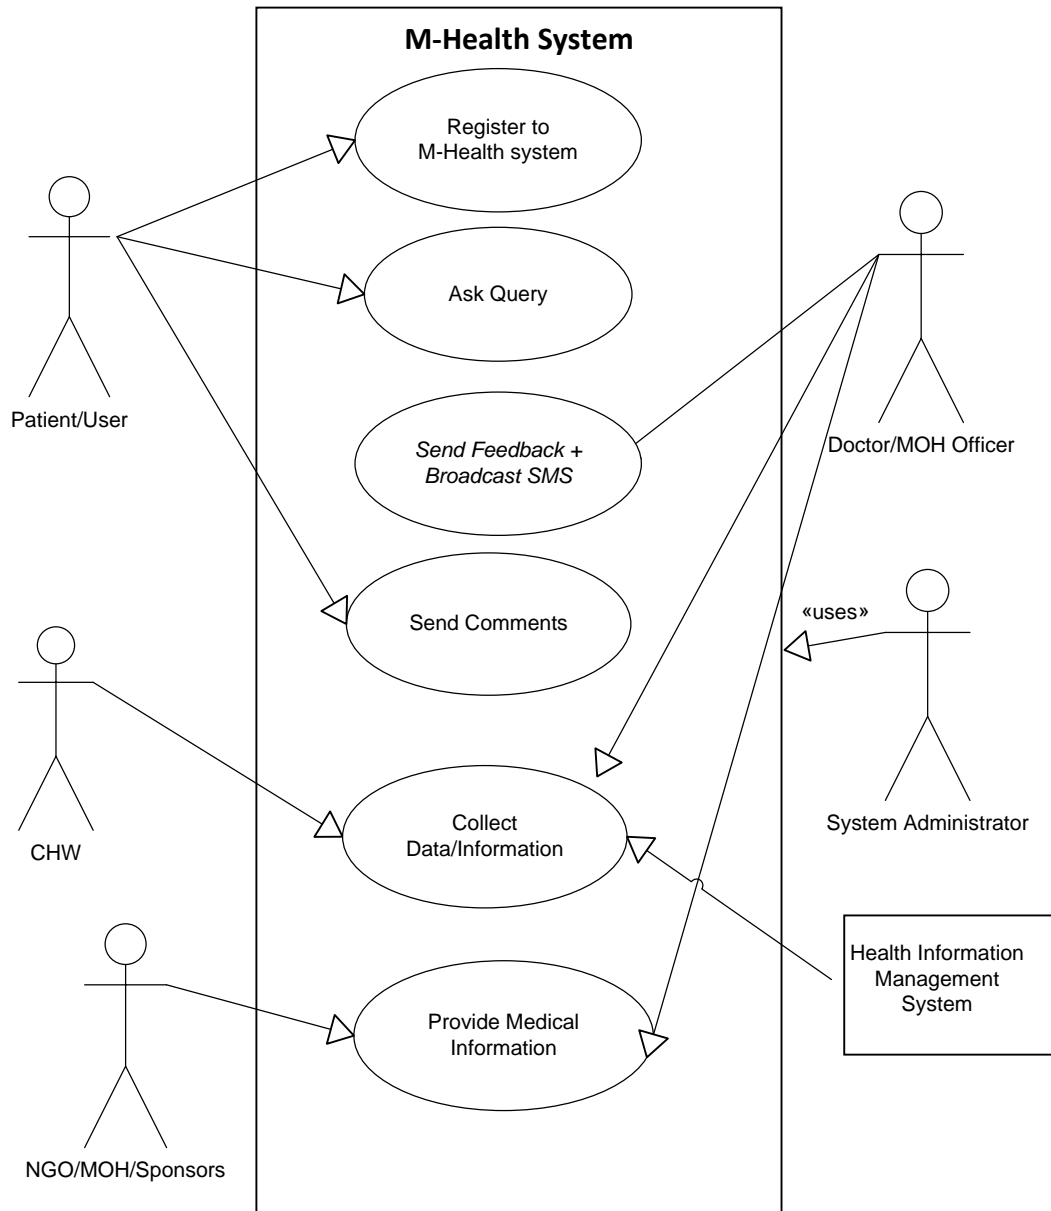 M-Health System
Register to
M-Health system
Ask Query
Patient/User
Doctor/MOH Officer
Send Feedback +
Broadcast SMS
«uses»
Send Comments
CHW
Collect
Data/Information
System Administrator
Health Information
Management
System
Provide Medical
Information
NGO/MOH/Sponsors